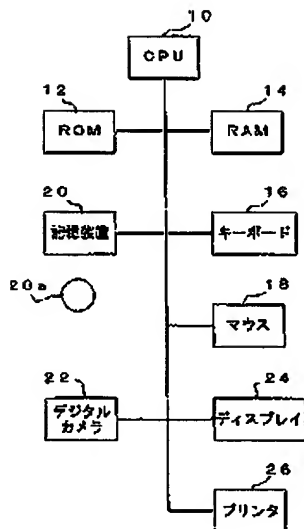 10
CPU
12
14
ROM
RAM
20
16
記憶装置
キーボード
20a
18
マウス
22
24
デジタル
カメラ
ディスプレイ
26
プリンタ